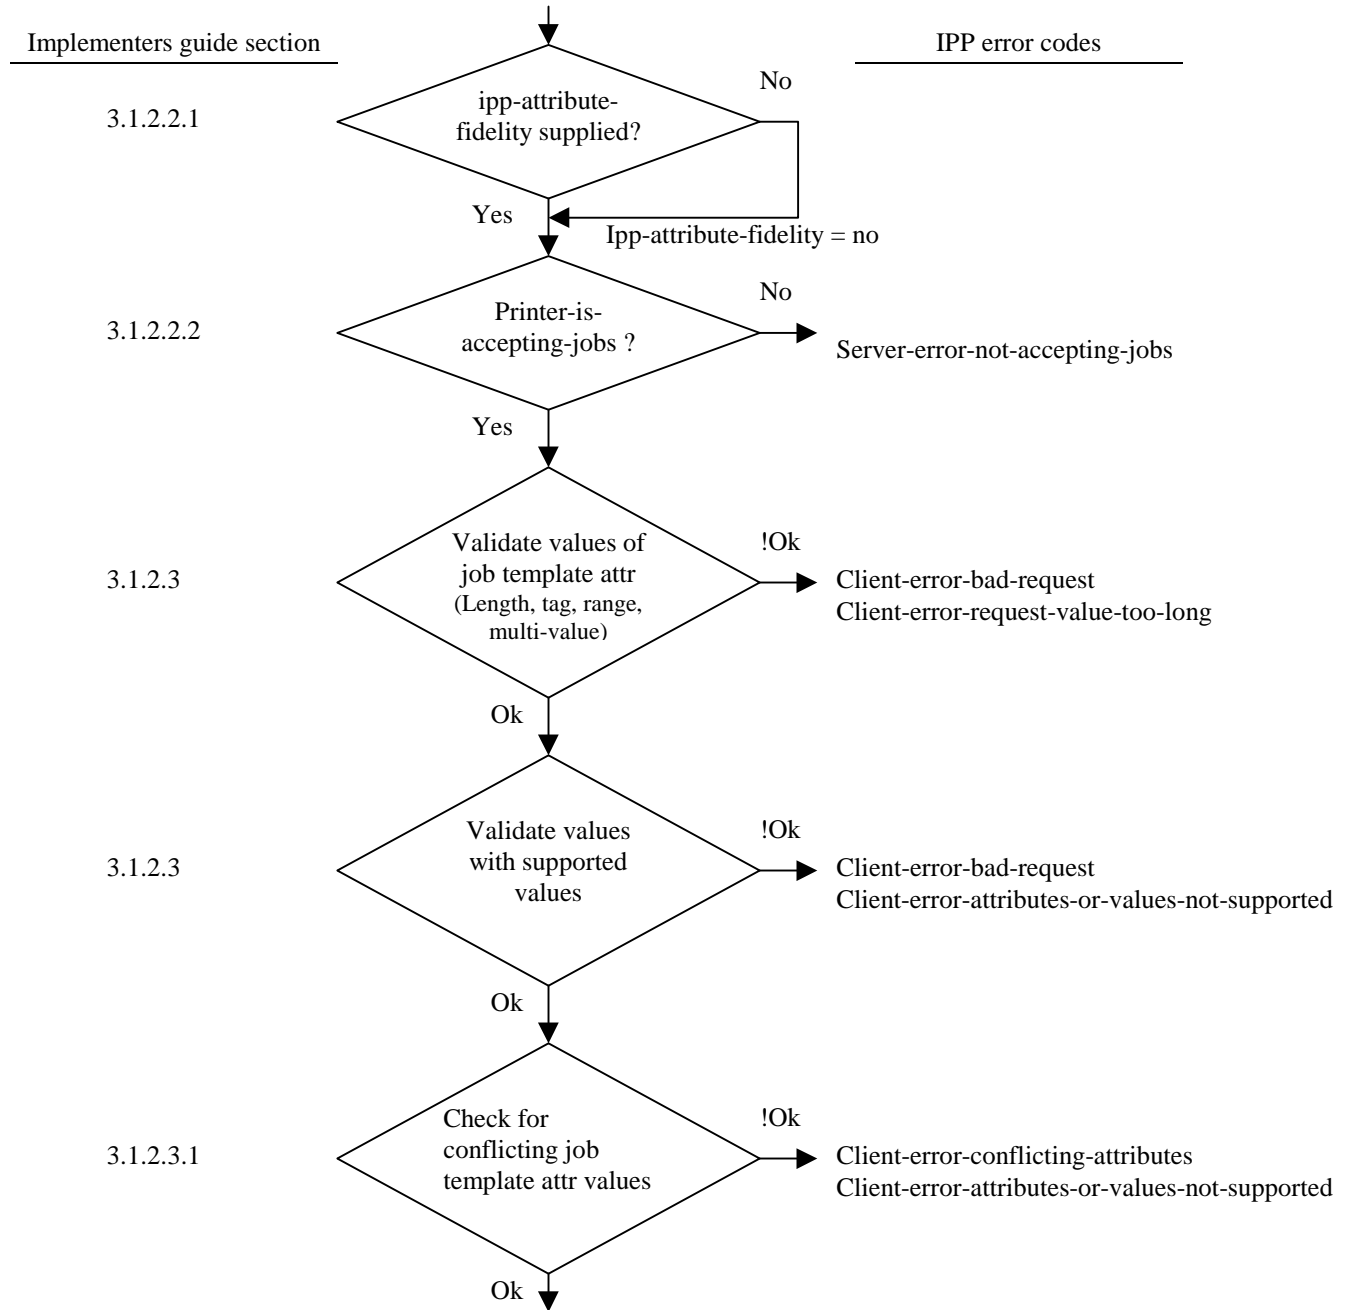 Implementers guide section
IPP error codes
No
3.1.2.2.1
ipp-attribute-
fidelity supplied?
Yes
Ipp-attribute-fidelity = no
No
3.1.2.2.2
Printer-is-
accepting-jobs ?
Server-error-not-accepting-jobs
Yes
!Ok
3.1.2.3
Validate values of
job template attr
(Length, tag, range,
multi-value)
Client-error-bad-request
Client-error-request-value-too-long
Ok
!Ok
3.1.2.3
Validate values
with supported
values
Client-error-bad-request
Client-error-attributes-or-values-not-supported
Ok
!Ok
3.1.2.3.1
Check for
conflicting job
template attr values
Client-error-conflicting-attributes
Client-error-attributes-or-values-not-supported
Ok